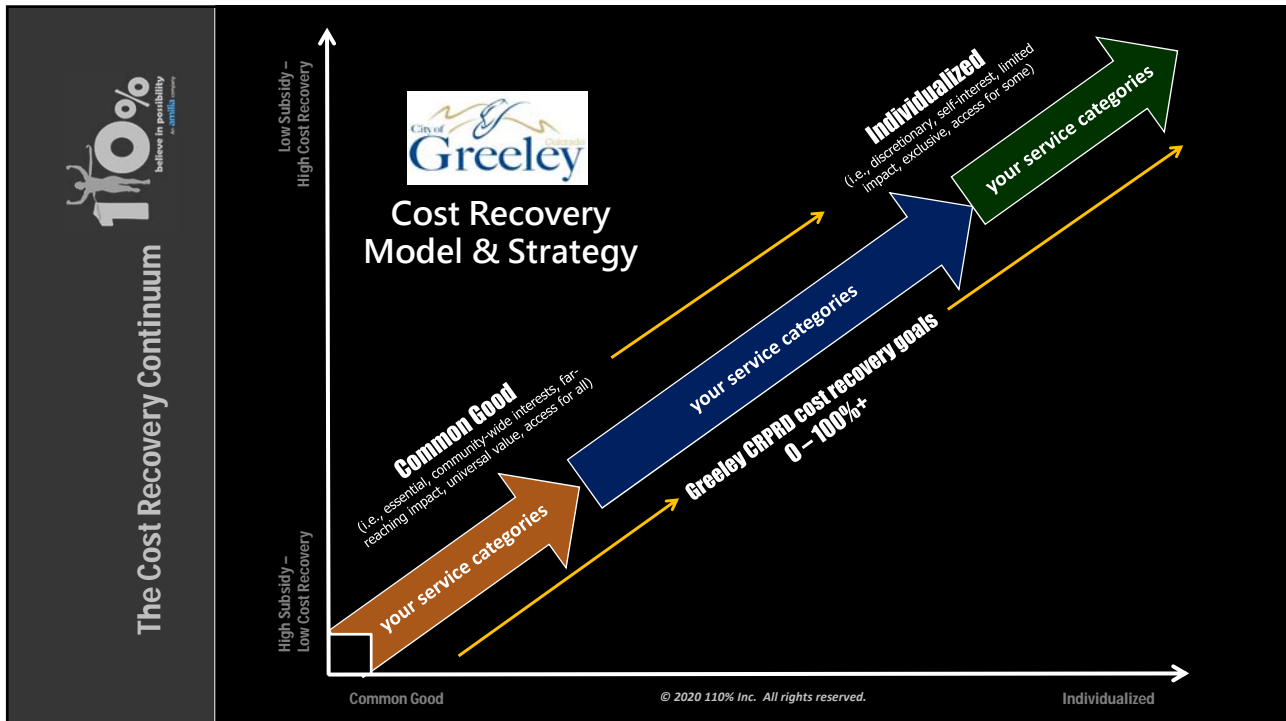 The Cost Recovery Continuum
110%
believe in possibility
An amilia company
Low Subsidy –
High Cost Recovery
High Subsidy –
Low Cost Recovery
City of
Greeley
Colorado
Cost Recovery
Model & Strategy
Common Good
(i.e., essential, community-wide interests, far-
reaching impact, universal value, access for all)
Individualized
(i.e., discretionary, self-interest, limited
impact, exclusive, access for some)
your service categories
your service categories
your service categories
Greeley CRPRD cost recovery goals
0 – 100%+
Common Good
© 2020 110% Inc. All rights reserved.
Individualized